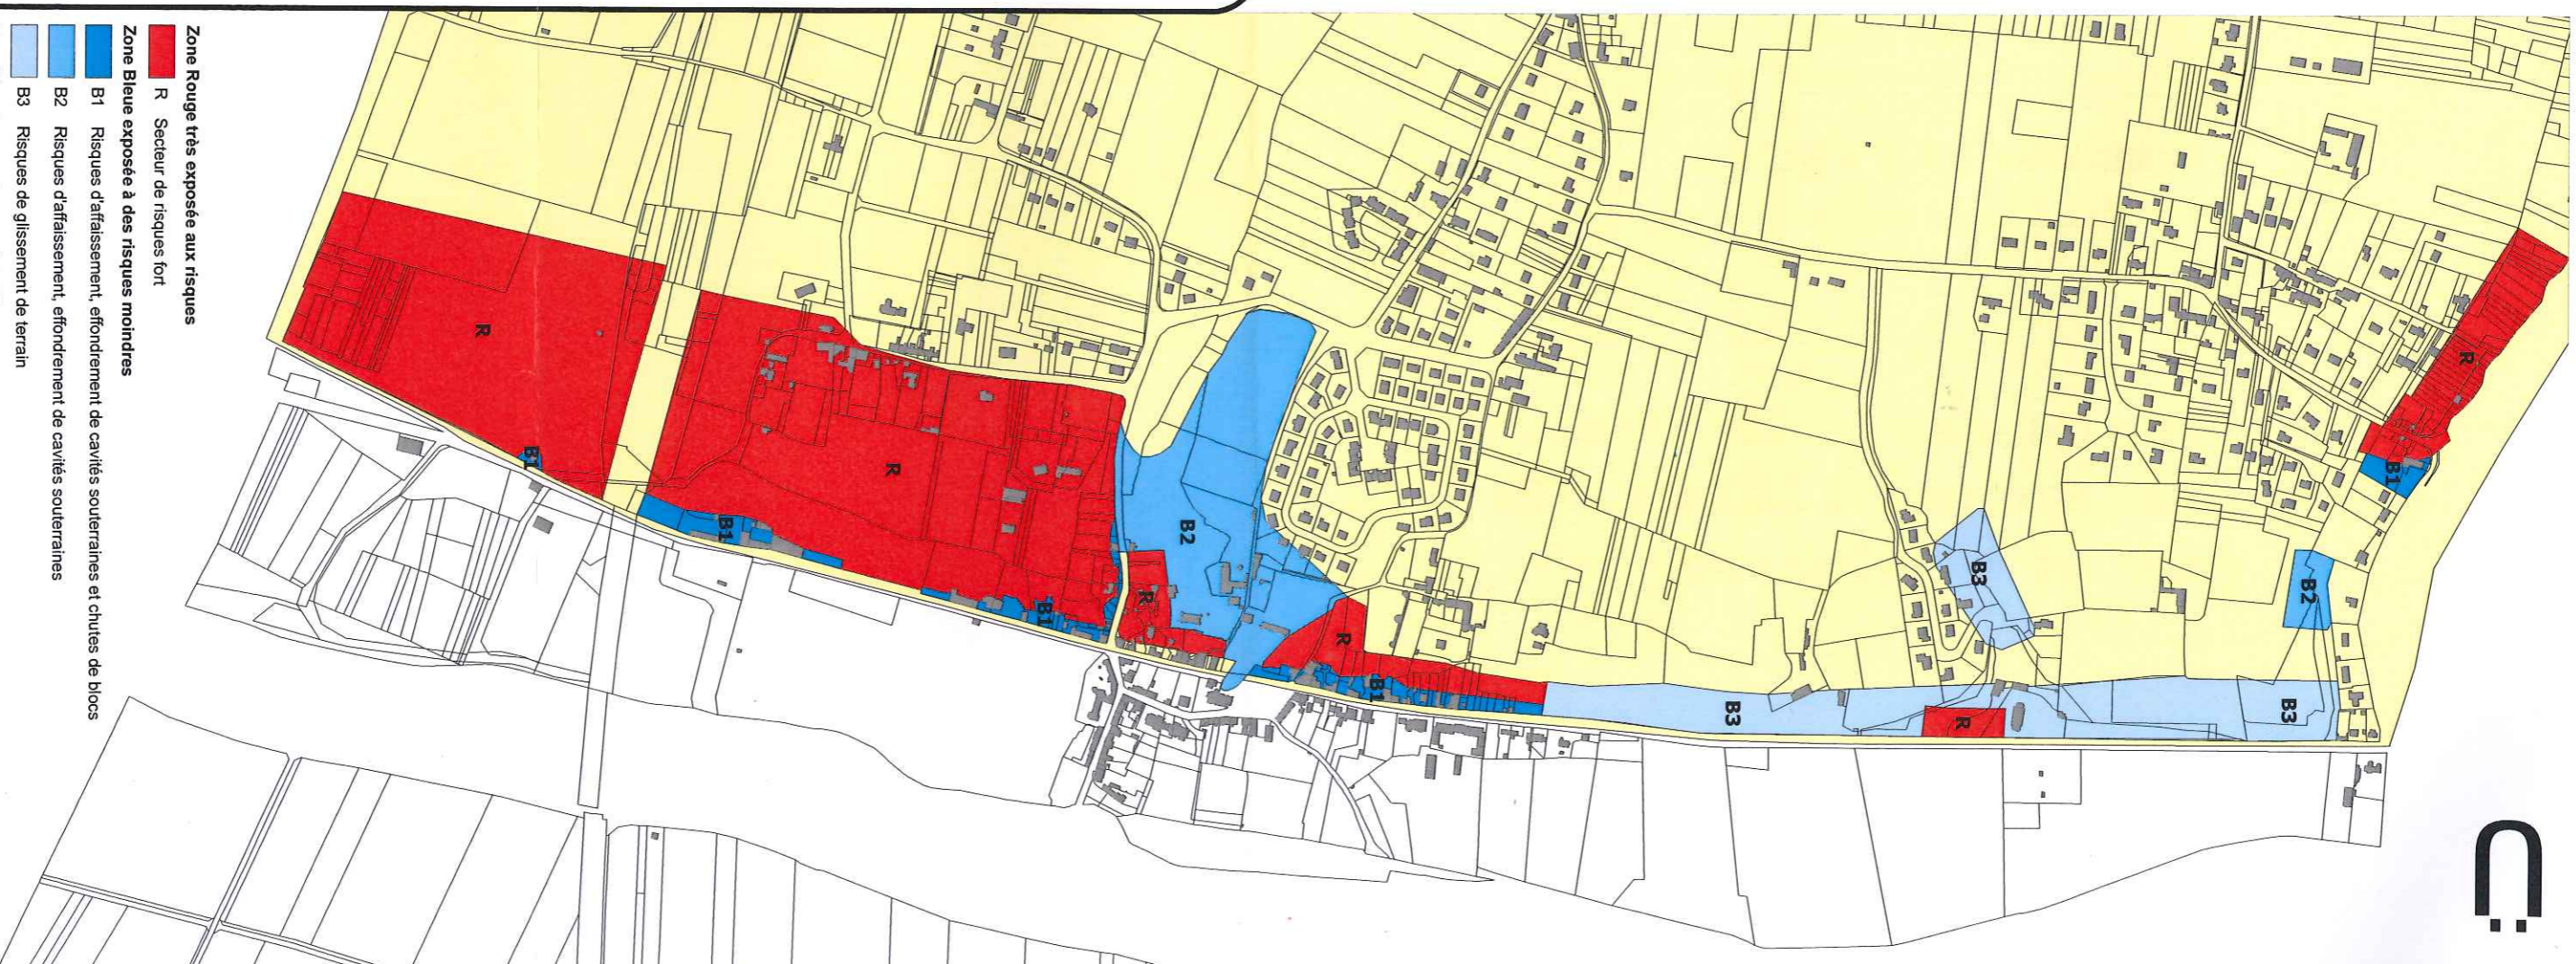 Ü
R
B1
B2
B3
B3
R
B3
B1
R
B2
R
B1
R
B1
B1
R
Zone Rouge très exposée aux risques
R Secteur de risques fort
Zone Bleue exposée à des risques moindres
B1 Risques d'affaissement, effondrement de cavités souterraines et chutes de blocs
B2 Risques d'affaissement, effondrement de cavités souterraines
B3 Risques de glissement de terrain